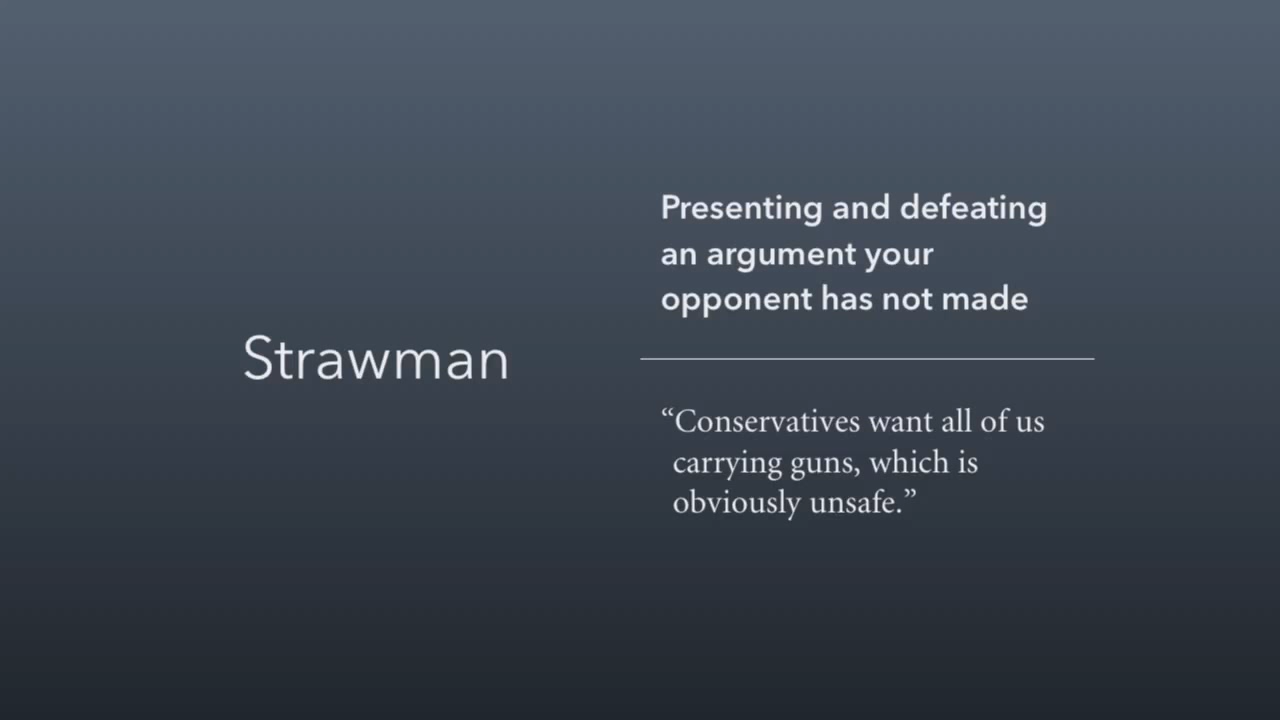 Strawman
Presenting and defeating
an argument your
opponent has not made
“Conservatives want all of us
carrying guns, which is
obviously unsafe.”